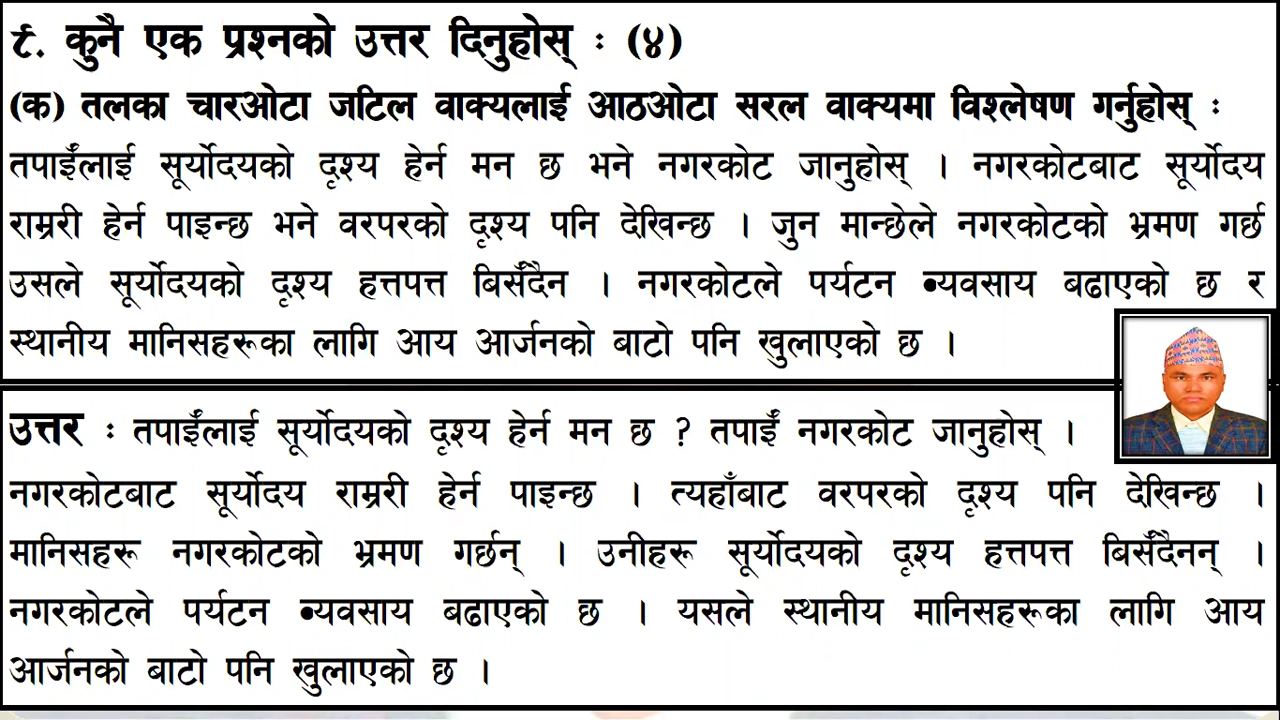 ९. कुनै एक प्रश्नको उत्तर दिनुहोस् : (४)
(क) तलका चारओटा जटिल वाक्यलाई आठओटा सरल वाक्यमा विश्लेषण गर्नुहोस् :
तपाईंलाई सूर्योदयको दृश्य हेर्न मन छ भने नगरकोट जानुहोस् । नगरकोटबाट सूर्योदय
राम्ररी हेर्न पाइन्छ भने वरपरको दृश्य पनि देखिन्छ । जुन मान्छेले नगरकोटको भ्रमण गर्छ
उसले सूर्योदयको दृश्य हत्तपत्त बिर्सँदैन । नगरकोटले पर्यटन व्यवसाय बढाएको छ र
स्थानीय मानिसहरूका लागि आय आर्जनको बाटो पनि खुलाएको छ ।
उत्तर : तपाईंलाई सूर्योदयको दृश्य हेर्न मन छ ? तपाईं नगरकोट जानुहोस् ।
नगरकोटबाट सूर्योदय राम्ररी हेर्न पाइन्छ । त्यहाँबाट वरपरको दृश्य पनि देखिन्छ ।
मानिसहरू नगरकोटको भ्रमण गर्छन् । उनीहरू सूर्योदयको दृश्य हत्तपत्त बिर्सँदैनन् ।
नगरकोटले पर्यटन व्यवसाय बढाएको छ । यसले स्थानीय मानिसहरूका लागि आय
आर्जनको बाटो पनि खुलाएको छ ।